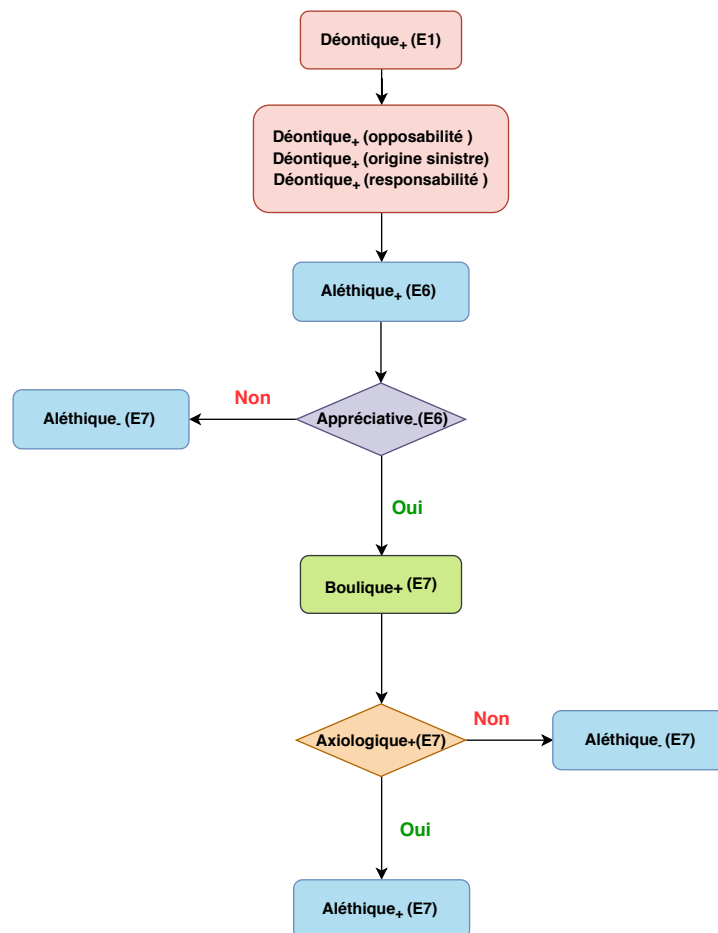 Déontique+ (E1)
Déontique+ (opposabilité )
Déontique+ (origine sinistre)
Déontique+ (responsabilité )
Aléthique+ (E6)
Non
Aléthique- (E7)
Appréciative-(E6)
Oui
Boulique+ (E7)
Non
Axiologique+(E7)
Aléthique- (E7)
Oui
Aléthique+ (E7)